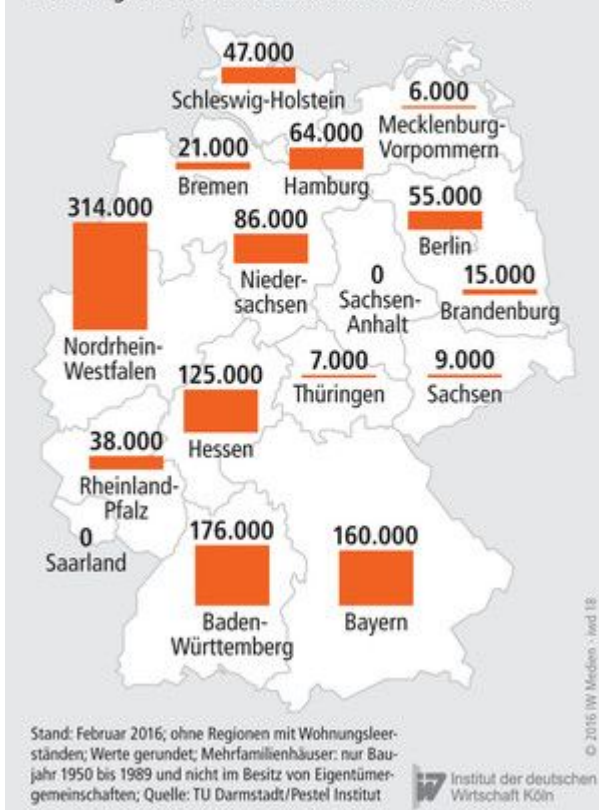 47.000
Schleswig-Holstein
6.000
Mecklenburg-
Vorpommern
21.000
Bremen
64.000
Hamburg
314.000
Nordrhein-
Westfalen
86.000
Nieder-
sachsen
55.000
Berlin
0
Sachsen-
Anhalt
15.000
Brandenburg
125.000
Hessen
7.000
Thüringen
9.000
Sachsen
38.000
Rheinland-
Pfalz
0
Saarland
176.000
Baden-
Württemberg
160.000
Bayern
Stand: Februar 2016; ohne Regionen mit Wohnungsleer-
ständen; Werte gerundet; Mehrfamilienhäuser: nur Bau-
jahr 1950 bis 1989 und nicht im Besitz von Eigentümer-
gemeinschaften; Quelle: TU Darmstadt/Pestel Institut
© 2016 IW Medien · iwd 18
Institut der deutschen
Wirtschaft Köln